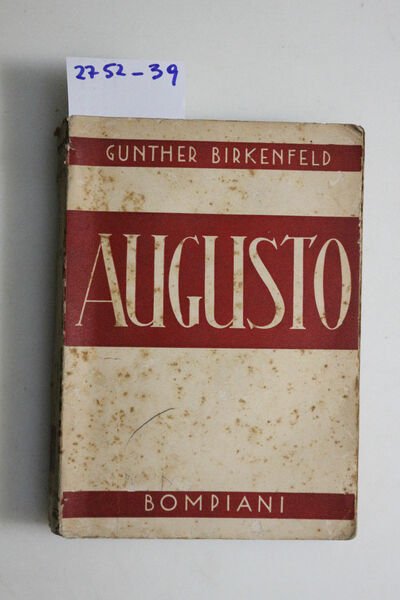 2752-39
GUNTHER BIRKENFELD
AUGUSTO
BOMPIANI